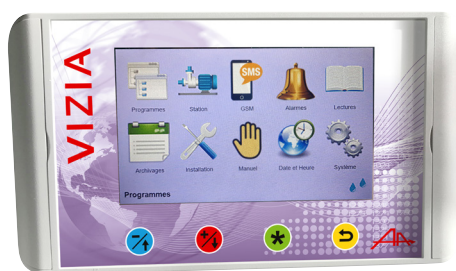 VIZIA
SMS
Programmes Station GSM Alarmes Lectures
Archivages Installation Manuel Date et Heure Système
Programmes